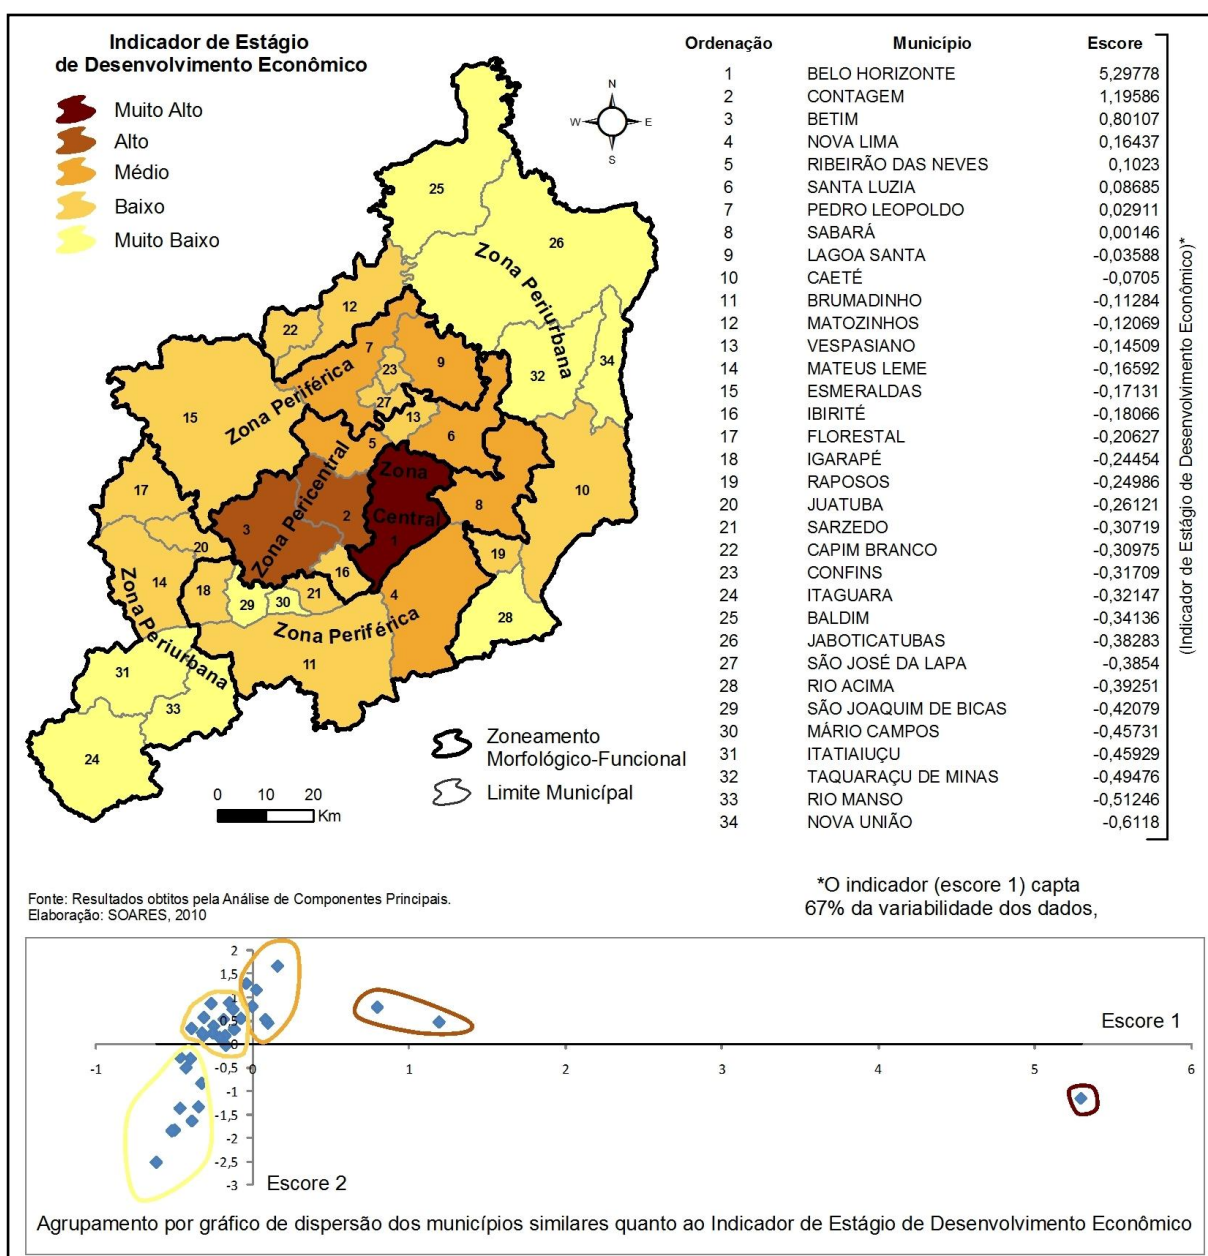 Indicador de Estágio
de Desenvolvimento Econômico
Muito Alto
Alto
Médio
Baixo
Muito Baixo
N
W E
S
Ordenação Município Escore
1 BELO HORIZONTE 5,29778
2 CONTAGEM 1,19586
3 BETIM 0,80107
4 NOVA LIMA 0,16437
5 RIBEIRÃO DAS NEVES 0,1023
6 SANTA LUZIA 0,08685
7 PEDRO LEOPOLDO 0,02911
8 SABARÁ 0,00146
9 LAGOA SANTA -0,03588
10 CAETÉ -0,0705
11 BRUMADINHO -0,11284
12 MATOZINHOS -0,12069
13 VESPASIANO -0,14509
14 MATEUS LEME -0,16592
15 ESMERALDAS -0,17131
16 IBIRITÉ -0,18066
17 FLORESTAL -0,20627
18 IGARAPÉ -0,24454
19 RAPOSOS -0,24986
20 JUATUBA -0,26121
21 SARZEDO -0,30719
22 CAPIM BRANCO -0,30975
23 CONFINS -0,31709
24 ITAGUARA -0,32147
25 BALDIM -0,34136
26 JABOTICATUBAS -0,38283
27 SÃO JOSÉ DA LAPA -0,3854
28 RIO ACIMA -0,39251
29 SÃO JOAQUIM DE BICAS -0,42079
30 MÁRIO CAMPOS -0,45731
31 ITATIAIUÇU -0,45929
32 TAQUARAÇU DE MINAS -0,49476
33 RIO MANSO -0,51246
34 NOVA UNIÃO -0,6118
(Indicador de Estágio de Desenvolvimento Econômico)*
25
26
Zona Periurbana
12
22
7
9
23
32
34
27
15
Zona Periférica
13
5
6
Zona
Central
1
17
Zona Pericentral
3
2
8
10
20
19
16
14
18
29
30
21
4
28
Zona Periférica
11
Zona Periurbana
31
33
24
Zoneamento
Morfológico-Funcional
Limite Municípal
0 10 20
Km
Fonte: Resultados obtitos pela Análise de Componentes Principais.
Elaboração: SOARES, 2010
*O indicador (escore 1) capta
67% da variabilidade dos dados,
2
1,5
1
0,5
0
-0,5
-1
-1,5
-2
-2,5
-3
-1 0 1 2 3 4 5 6
Escore 1
Escore 2
Agrupamento por gráfico de dispersão dos municípios similares quanto ao Indicador de Estágio de Desenvolvimento Econômico